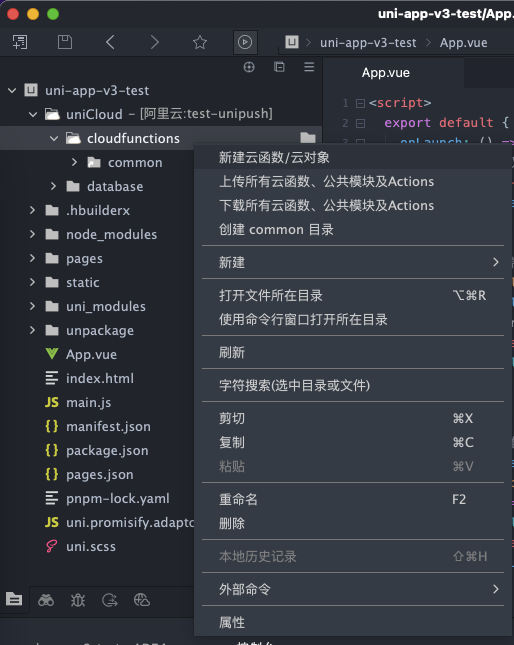 uni-app-v3-test/App.
uni-app-v3-test
App.vue
App.vue
uni-app-v3-test
uniCloud – [阿里云:test-unipush]
cloudfunctions
common
database
.hbuilderx
node_modules
pages
static
uni_modules
unpackage
App.vue
index.html
JS main.js
{ } manifest.json
{ } package.json
{ } pages.json
pnpm-lock.yaml
JS uni.promisify.adapto
uni.scss
1 <script>
2 export default {
3 onLaunch: () =>
新建云函数/云对象
上传所有云函数、公共模块及Actions
下载所有云函数、公共模块及Actions
创建 common 目录
新建
打开文件所在目录 ⌥⌘R
使用命令行窗口打开所在目录
刷新
字符搜索(选中目录或文件)
剪切 ⌘X
复制 ⌘C
粘贴 ⌘V
重命名 F2
删除
本地历史记录 ⇧⌘H
外部命令
属性